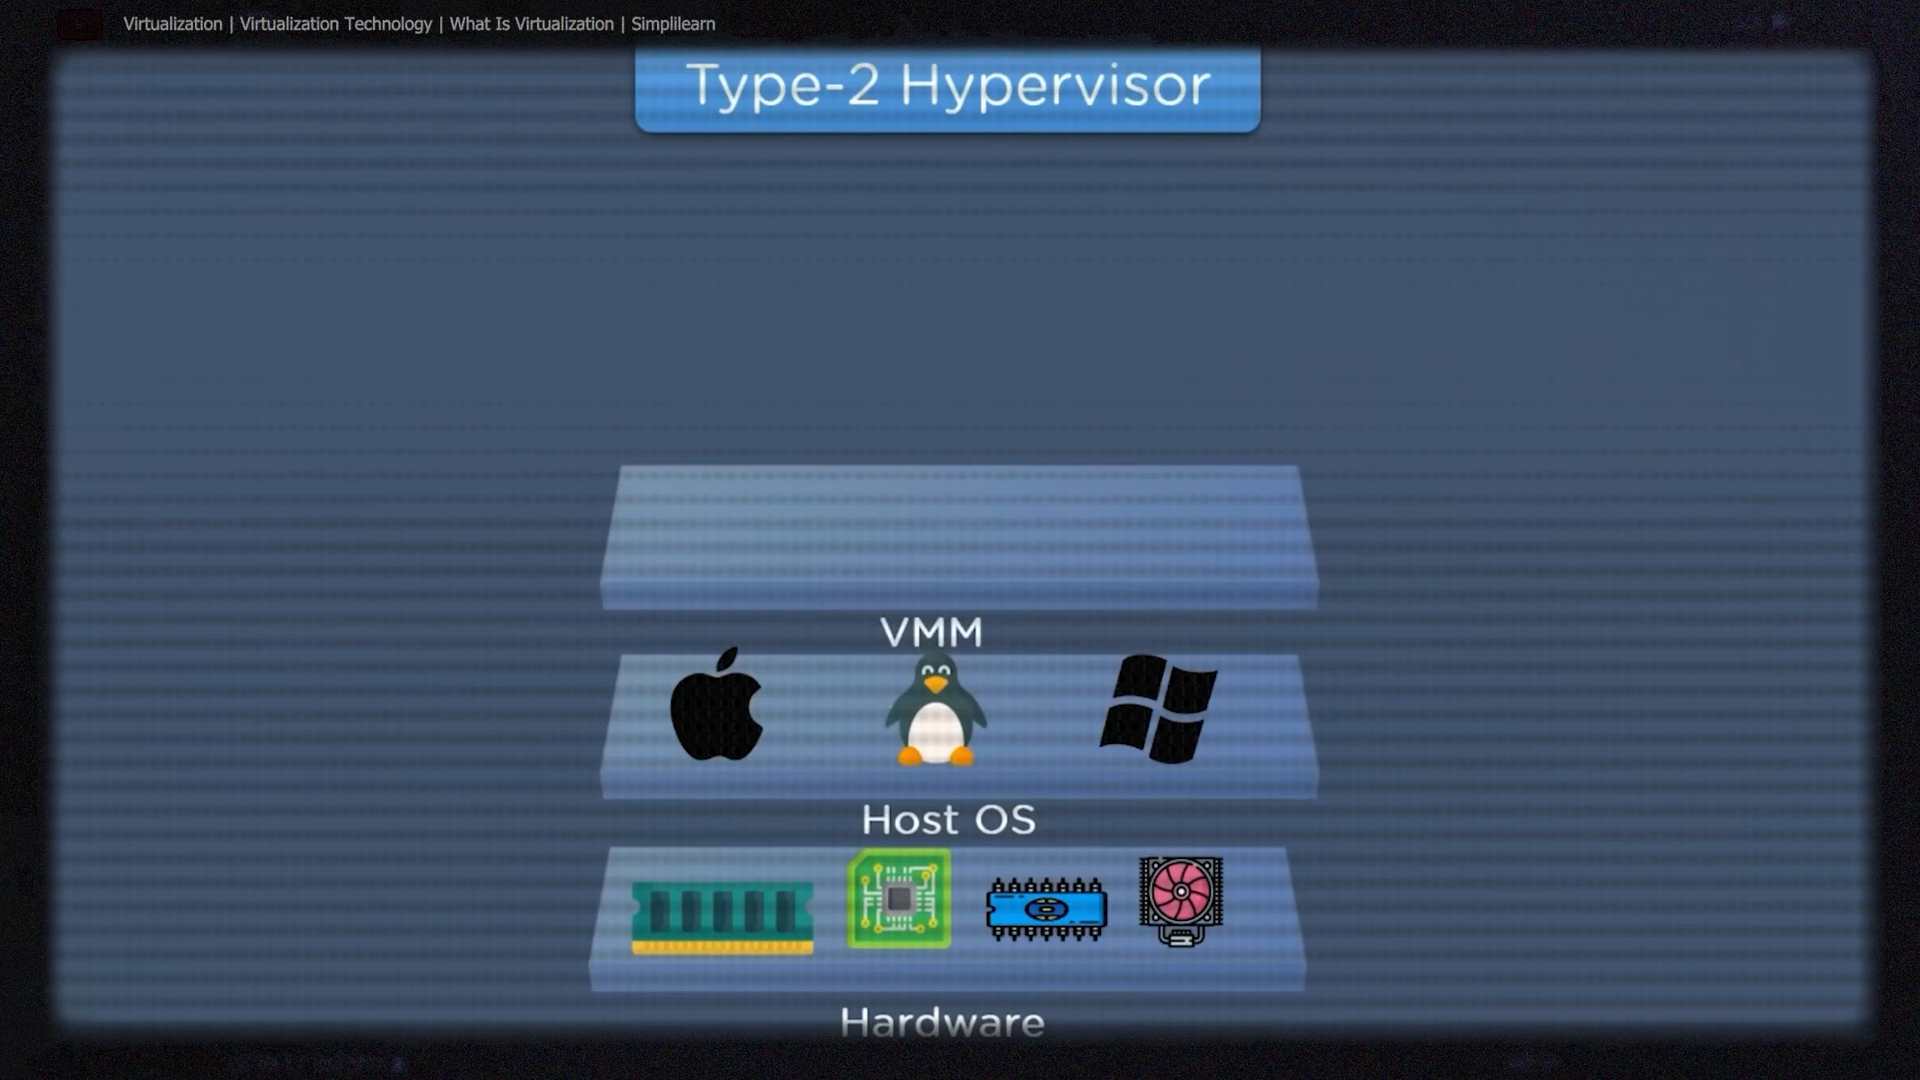 Virtualization | Virtualization Technology | What Is Virtualization | Simplilearn
Type-2 Hypervisor
VMM
Host OS
Hardware